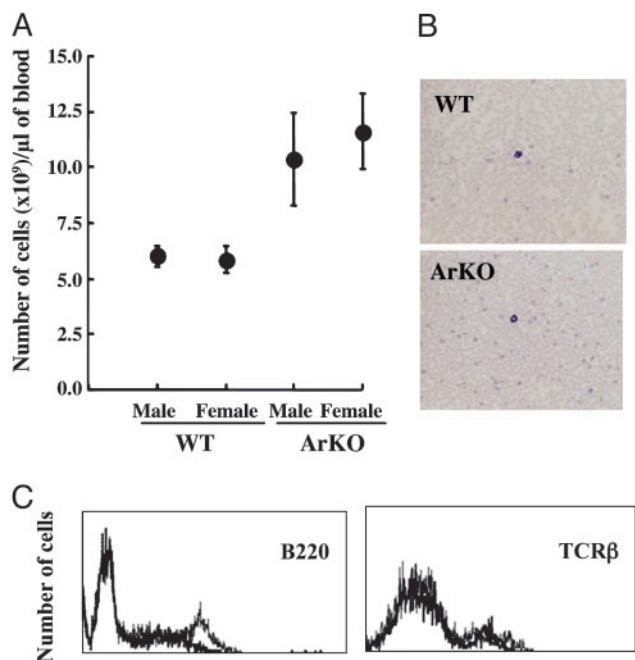 A
Number of cells (x10⁹)/μl of blood
15.0
12.5
10.0
7.5
5.0
2.5
0.0
Male Female Male Female
WT ArKO
B
WT
ArKO
C
Number of cells
B220
TCRβ